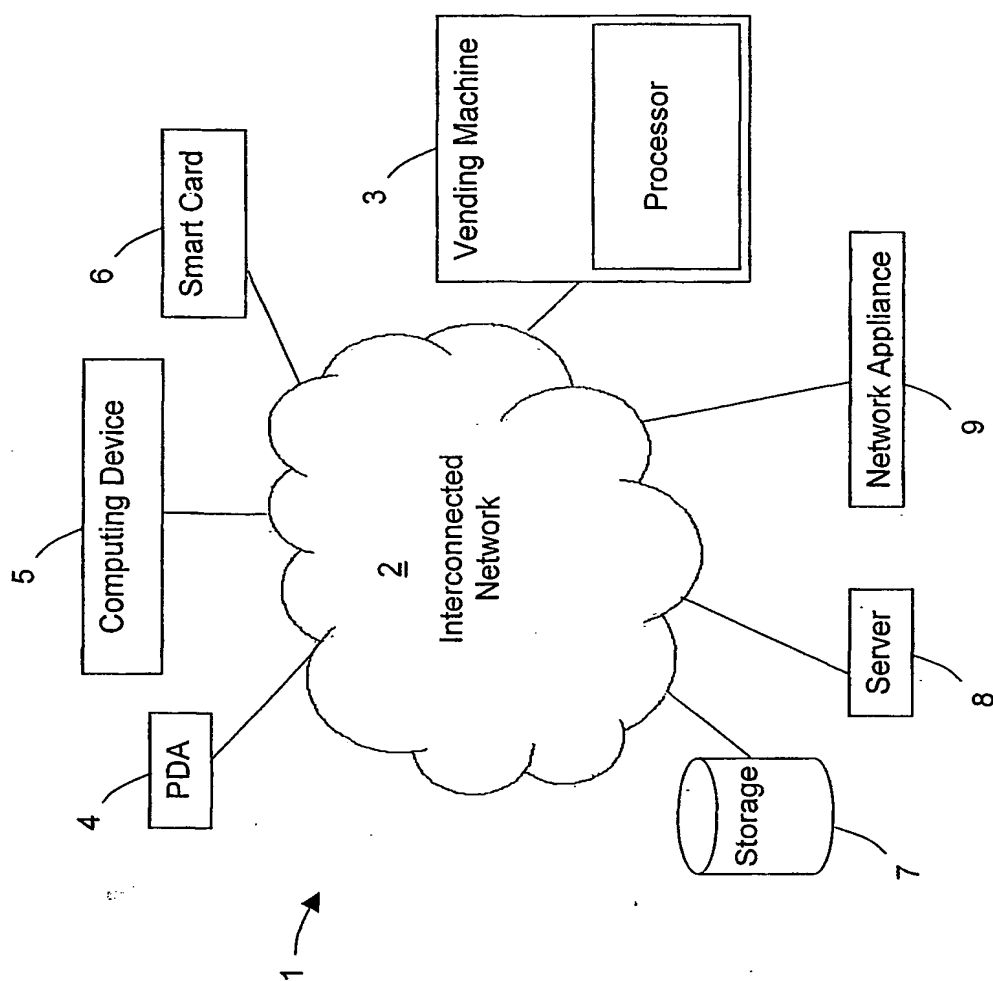 1
4
PDA
5
Computing Device
6
Smart Card
3
Vending Machine
Processor
2
Interconnected
Network
7
Storage
8
Server
9
Network Appliance